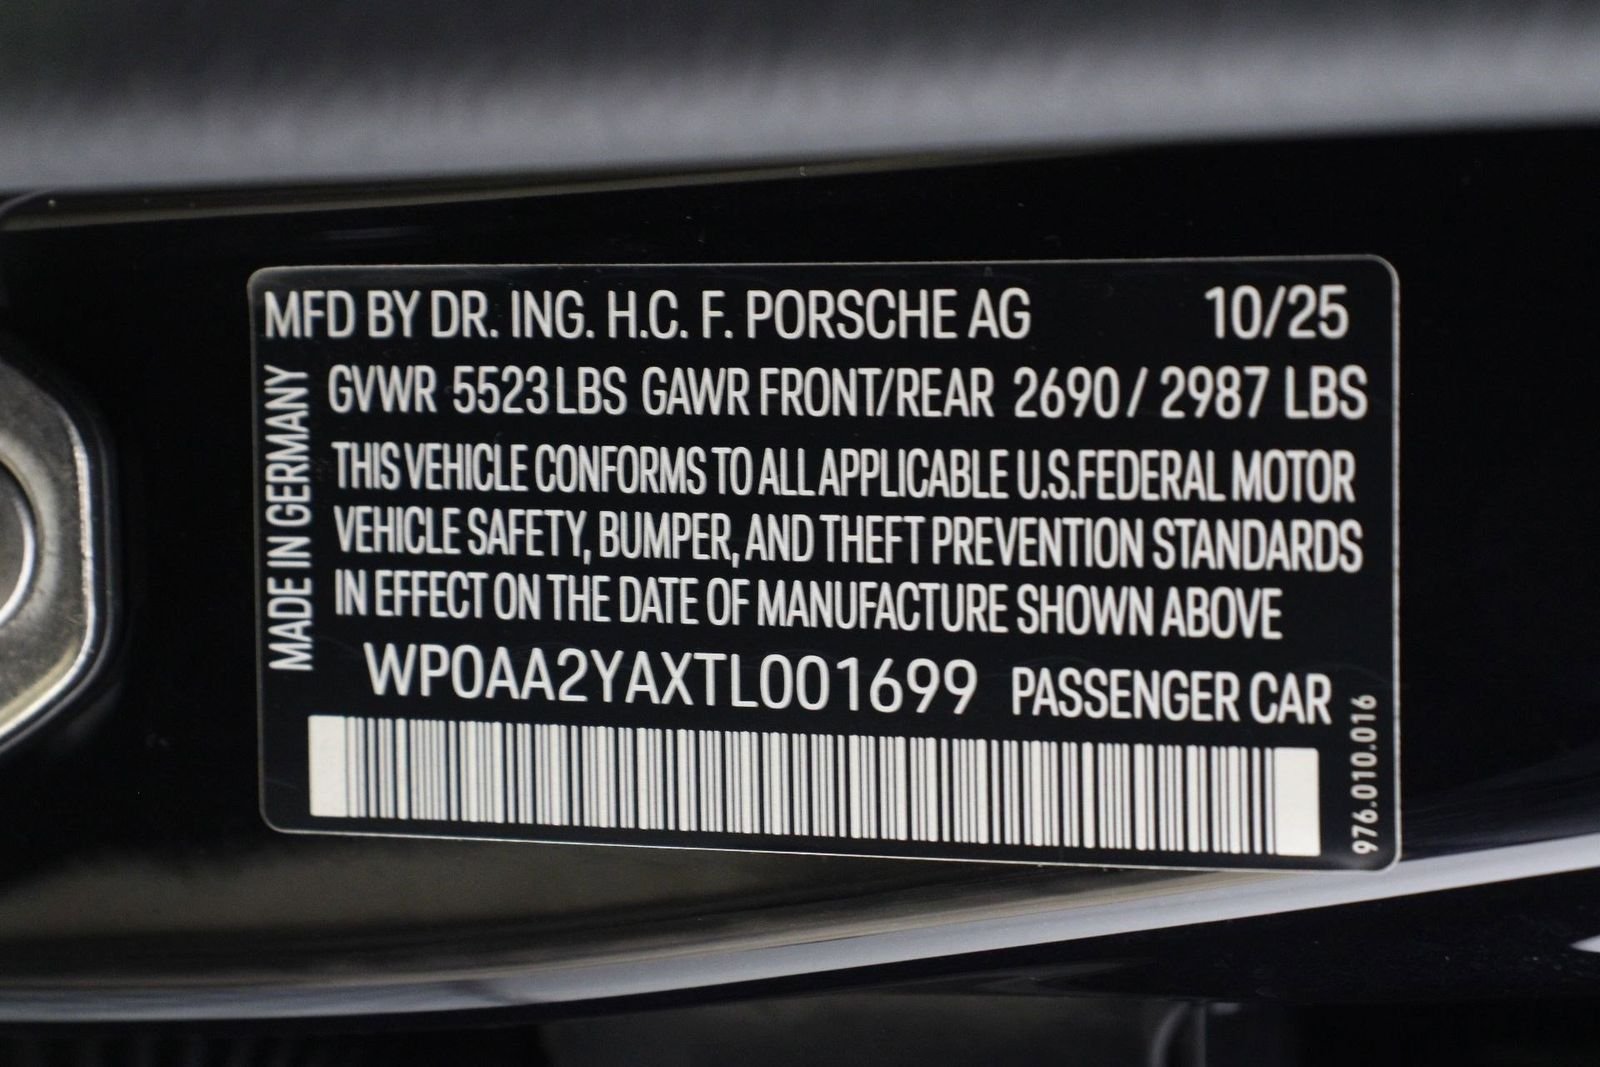 MFD BY DR. ING. H.C. F. PORSCHE AG 10/25
GVWR 5523 LBS GAWR FRONT/REAR 2690 / 2987 LBS
MADE IN GERMANY
THIS VEHICLE CONFORMS TO ALL APPLICABLE U.S.FEDERAL MOTOR
VEHICLE SAFETY, BUMPER, AND THEFT PREVENTION STANDARDS
IN EFFECT ON THE DATE OF MANUFACTURE SHOWN ABOVE
WP0AA2YAXTL001699 PASSENGER CAR
976.010.016